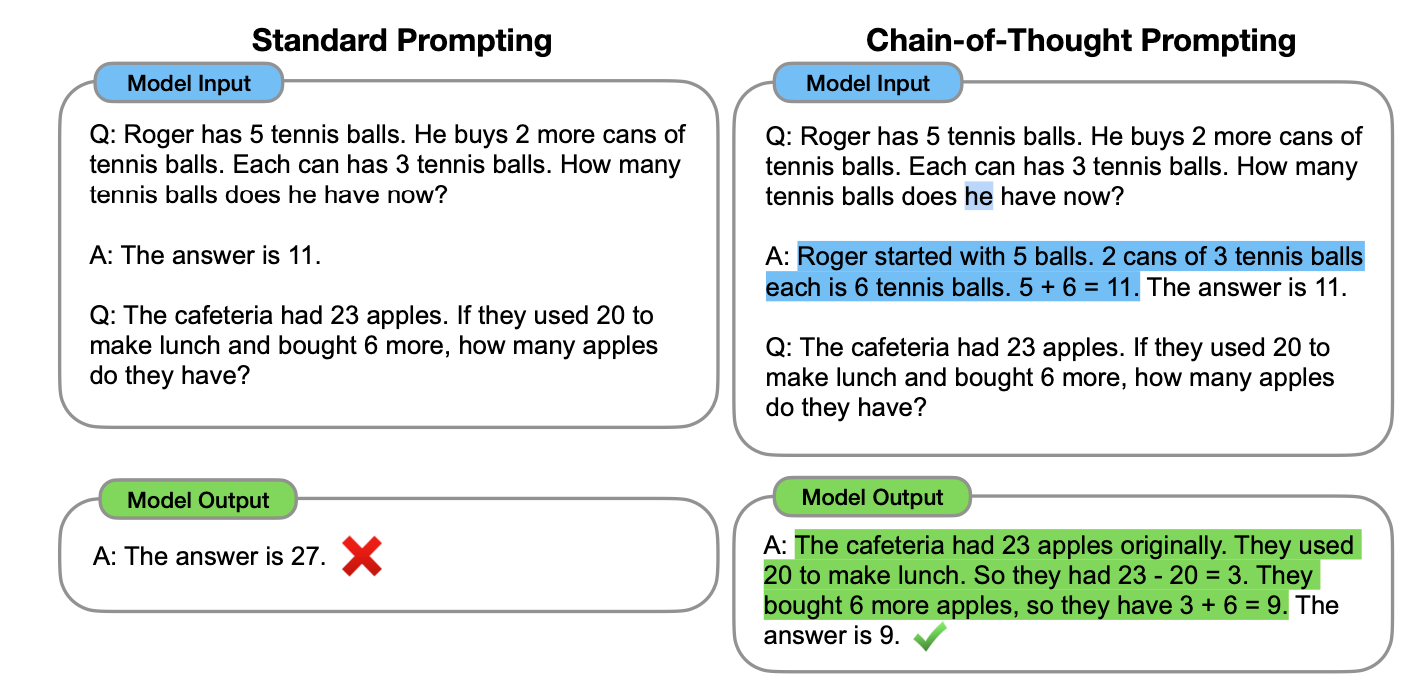 Standard Prompting
Model Input
Q: Roger has 5 tennis balls. He buys 2 more cans of
tennis balls. Each can has 3 tennis balls. How many
tennis balls does he have now?
A: The answer is 11.
Q: The cafeteria had 23 apples. If they used 20 to
make lunch and bought 6 more, how many apples
do they have?
Model Output
A: The answer is 27.
Chain-of-Thought Prompting
Model Input
Q: Roger has 5 tennis balls. He buys 2 more cans of
tennis balls. Each can has 3 tennis balls. How many
tennis balls does he have now?
A: Roger started with 5 balls. 2 cans of 3 tennis balls
each is 6 tennis balls. 5 + 6 = 11. The answer is 11.
Q: The cafeteria had 23 apples. If they used 20 to
make lunch and bought 6 more, how many apples
do they have?
Model Output
A: The cafeteria had 23 apples originally. They used
20 to make lunch. So they had 23 - 20 = 3. They
bought 6 more apples, so they have 3 + 6 = 9. The
answer is 9.